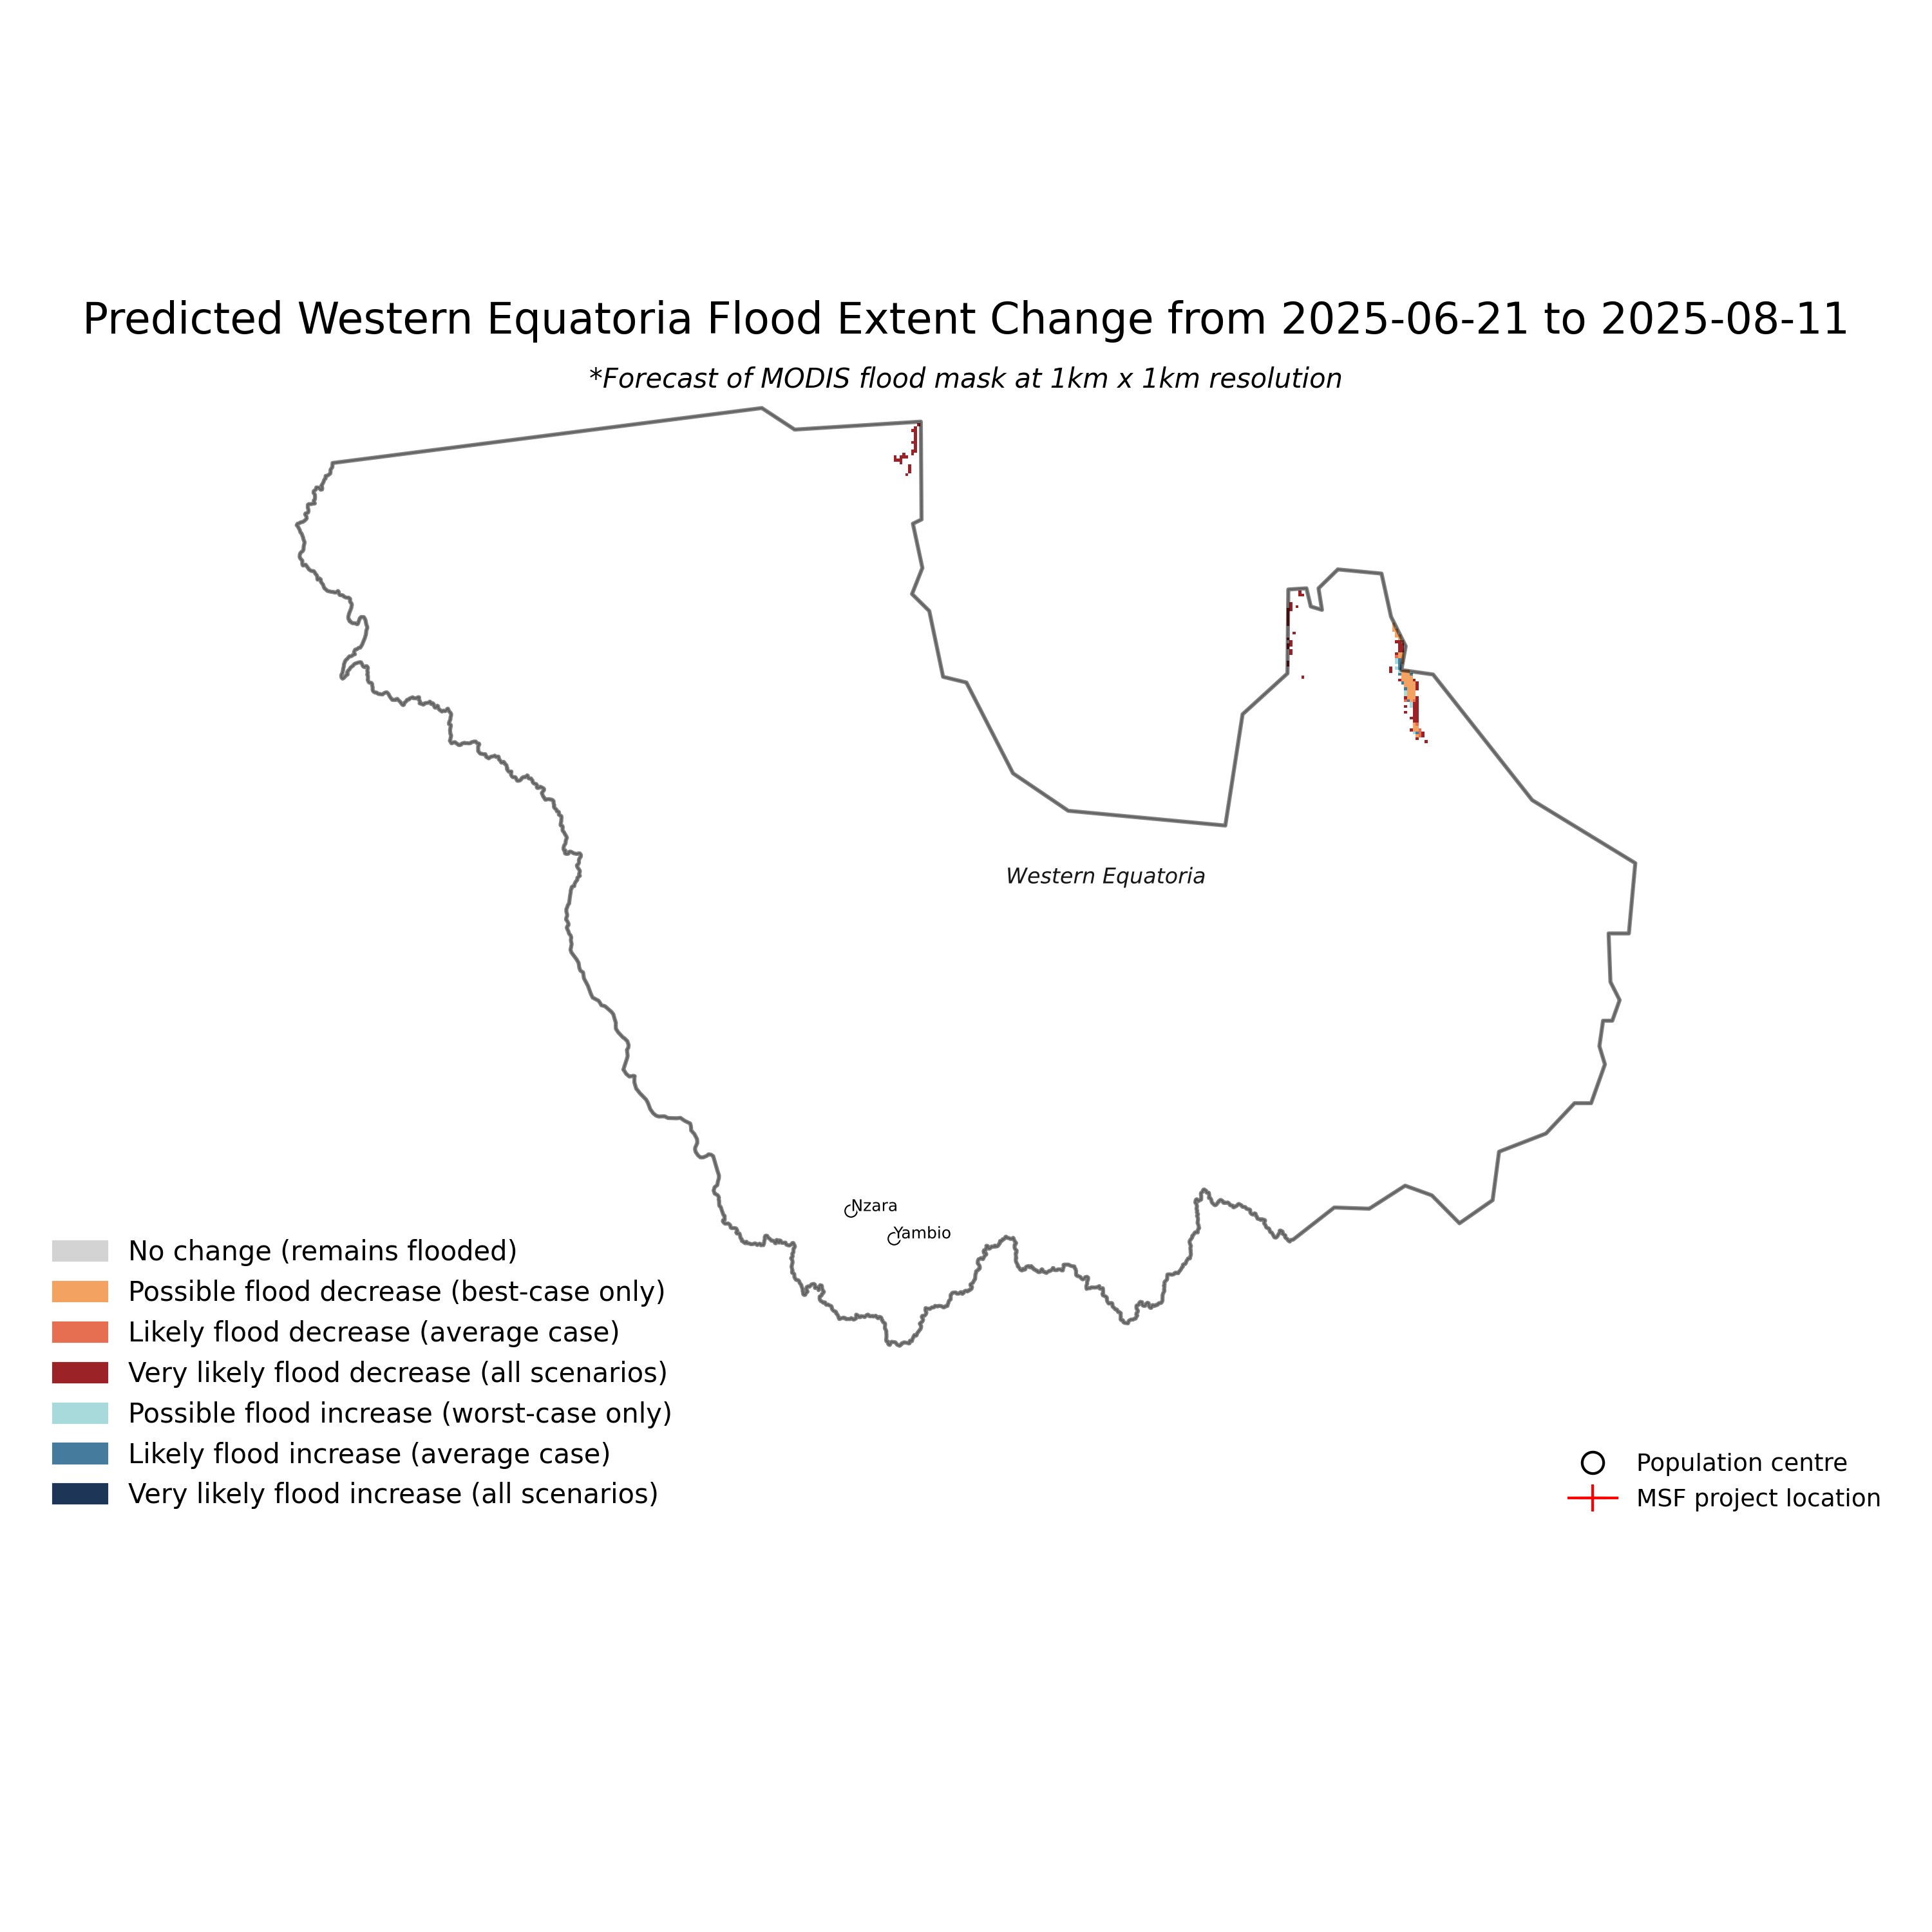 Predicted Western Equatoria Flood Extent Change from 2025-06-21 to 2025-08-11
*Forecast of MODIS flood mask at 1km x 1km resolution
Western Equatoria
Nzara
Yambio
No change (remains flooded)
Possible flood decrease (best-case only)
Likely flood decrease (average case)
Very likely flood decrease (all scenarios)
Possible flood increase (worst-case only)
Likely flood increase (average case)
Very likely flood increase (all scenarios)
Population centre
MSF project location